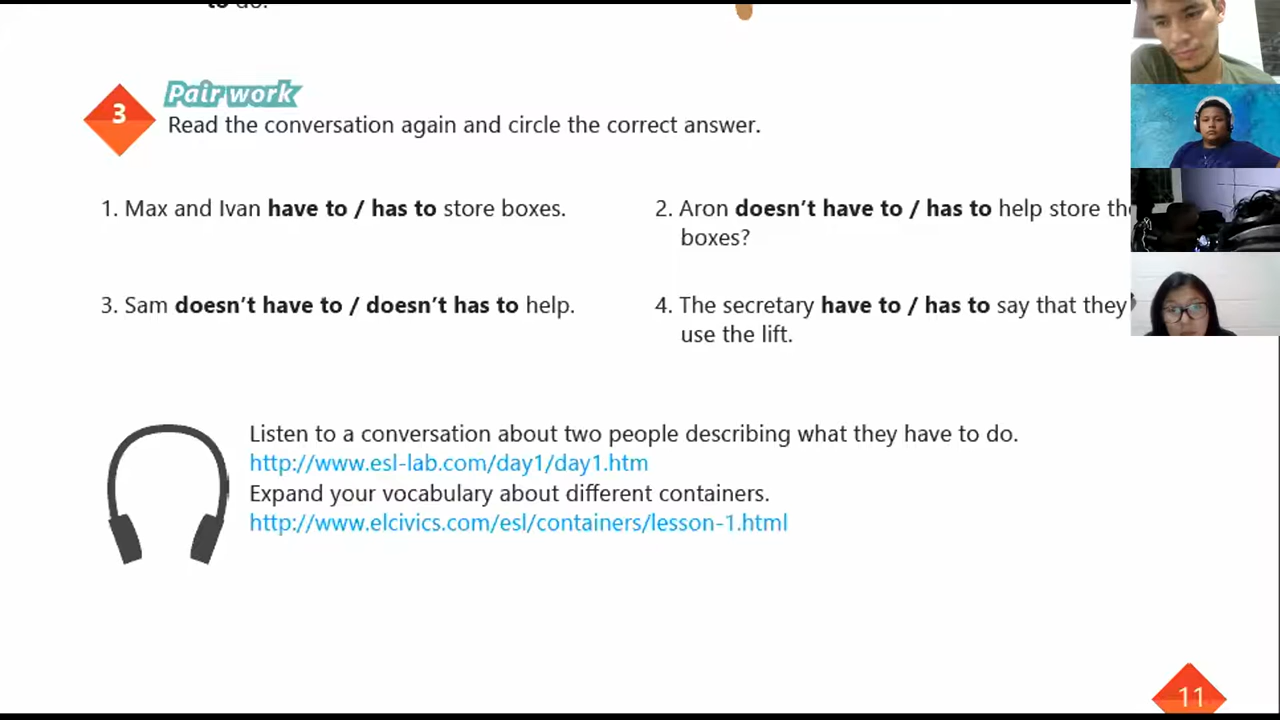 to do.
3
Pair work
Read the conversation again and circle the correct answer.
1. Max and Ivan have to / has to store boxes.
2. Aron doesn't have to / has to help store
boxes?
3. Sam doesn't have to / doesn't has to help.
4. The secretary have to / has to say that they
use the lift.
Listen to a conversation about two people describing what they have to do.
http://www.esl-lab.com/day1/day1.htm
Expand your vocabulary about different containers.
http://www.elcivics.com/esl/containers/lesson-1.html
11